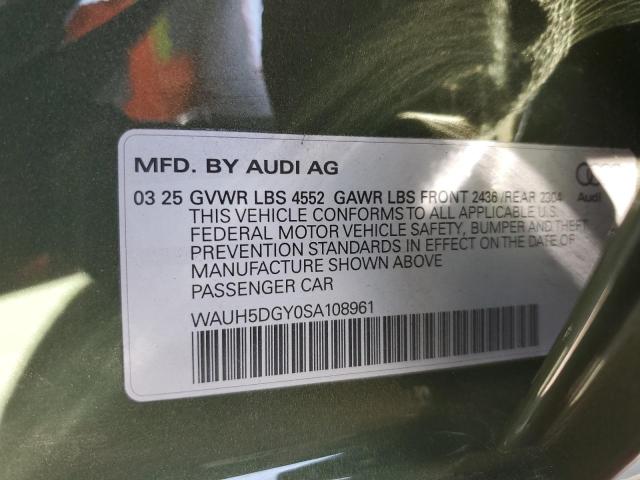 MFD. BY AUDI AG
03 25 GVWR LBS 4552 GAWR LBS FRONT 2436/REAR 2304
THIS VEHICLE CONFORMS TO ALL APPLICABLE U.S.
FEDERAL MOTOR VEHICLE SAFETY, BUMPER AND THEFT
PREVENTION STANDARDS IN EFFECT ON THE DATE OF
MANUFACTURE SHOWN ABOVE
PASSENGER CAR
WAUH5DGY0SA108961
Audi